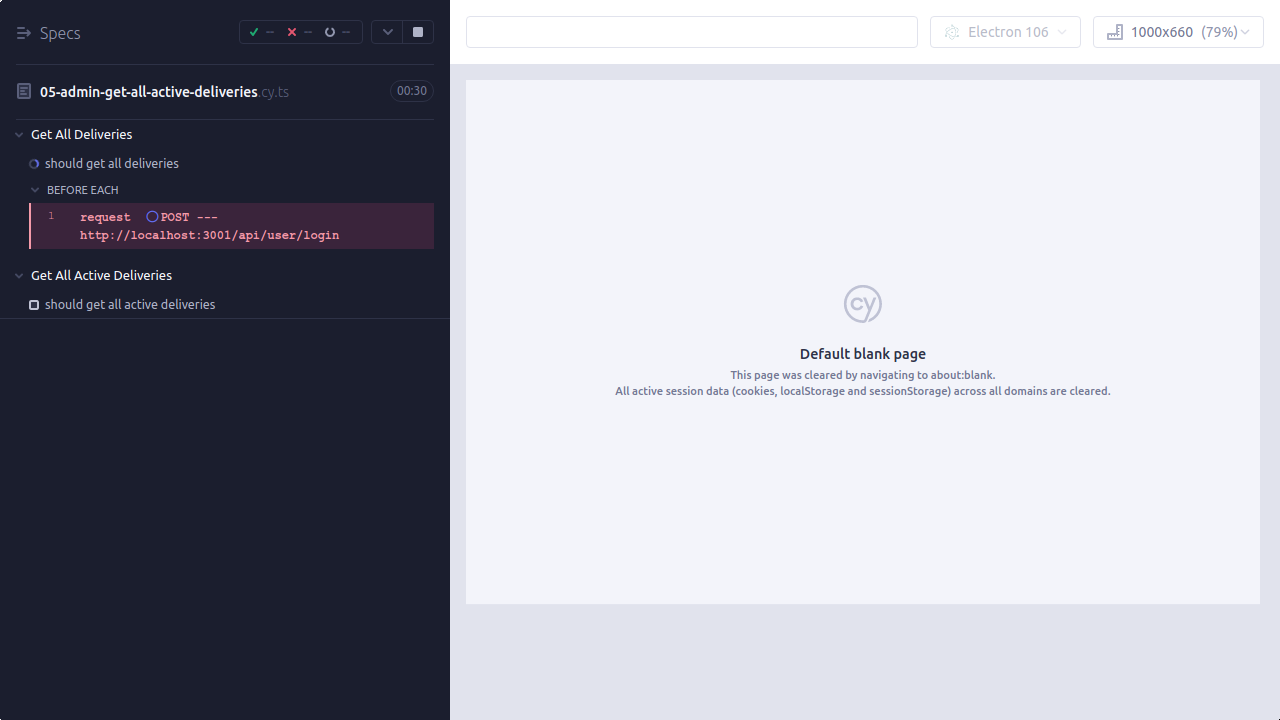 Specs
--
--
--
Electron 106
1000x660 (79%)
05-admin-get-all-active-deliveries.cy.ts
00:30
Get All Deliveries
should get all deliveries
BEFORE EACH
1 request POST ---
http://localhost:3001/api/user/login
Get All Active Deliveries
should get all active deliveries
cy
Default blank page
This page was cleared by navigating to about:blank.
All active session data (cookies, localStorage and sessionStorage) across all domains are cleared.